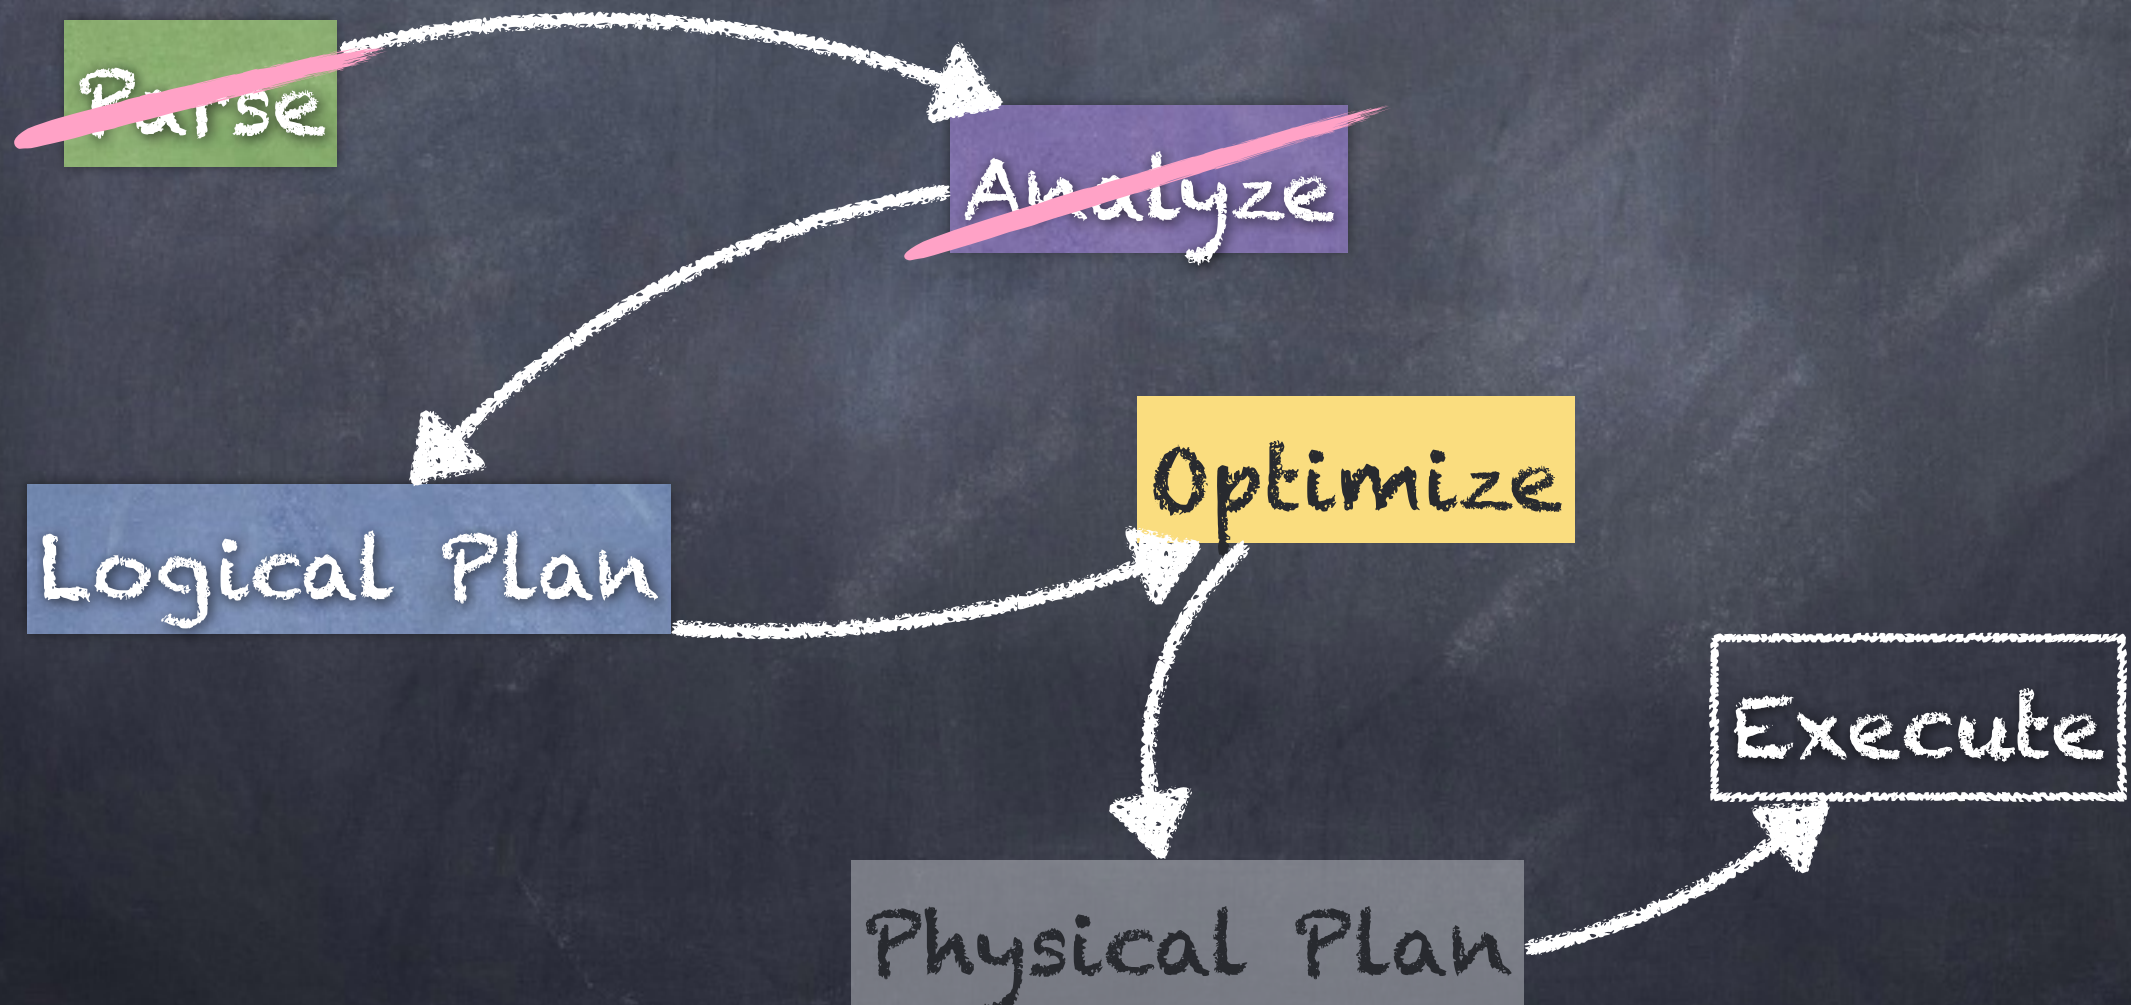 Parse
Analyze
Logical Plan
Optimize
Physical Plan
Execute